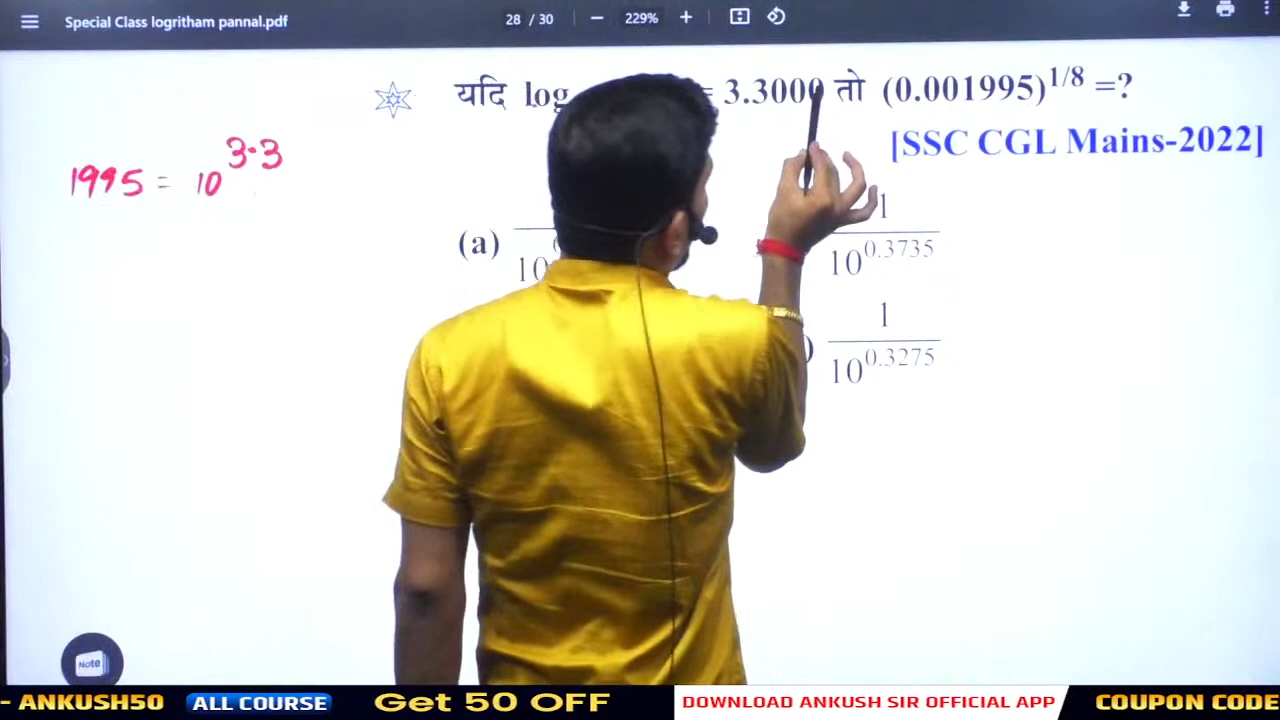 Special Class logritham pannal.pdf
28 / 30
229%
यदि log = 3.3000 तो (0.001995)^{1/8} =?
[SSC CGL Mains-2022]
1995 = 10^{3.3}
(a) 10
1
10^{0.3735}
1
10^{0.3275}
Note
- ANKUSH50 ALL COURSE Get 50 OFF DOWNLOAD ANKUSH SIR OFFICIAL APP COUPON CODE